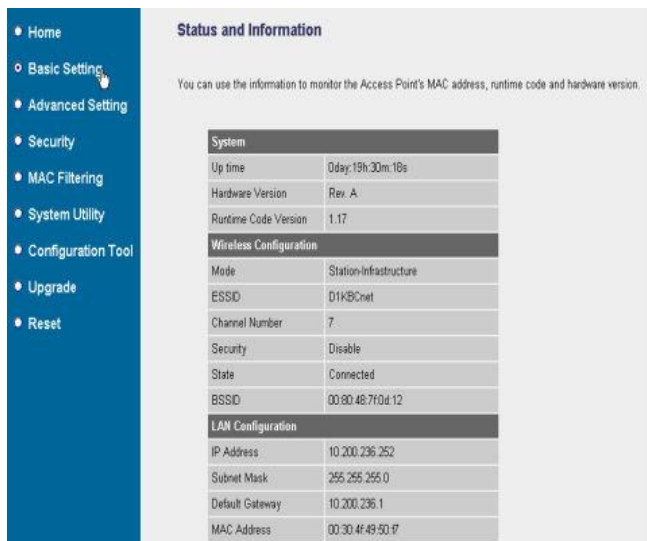 Home
Basic Setting
Advanced Setting
Security
MAC Filtering
System Utility
Configuration Tool
Upgrade
Reset
Status and Information
You can use the information to monitor the Access Point's MAC address, runtime code and hardware version.
System
Up time 0day:19h:30m:18s
Hardware Version Rev. A
Runtime Code Version 1.17
Wireless Configuration
Mode Station-Infrastructure
ESSID D1KBCnet
Channel Number 7
Security Disable
State Connected
BSSID 00:80:48:7f:0d:12
LAN Configuration
IP Address 10.200.236.252
Subnet Mask 255.255.255.0
Default Gateway 10.200.236.1
MAC Address 00:30:4f:49:50:f7